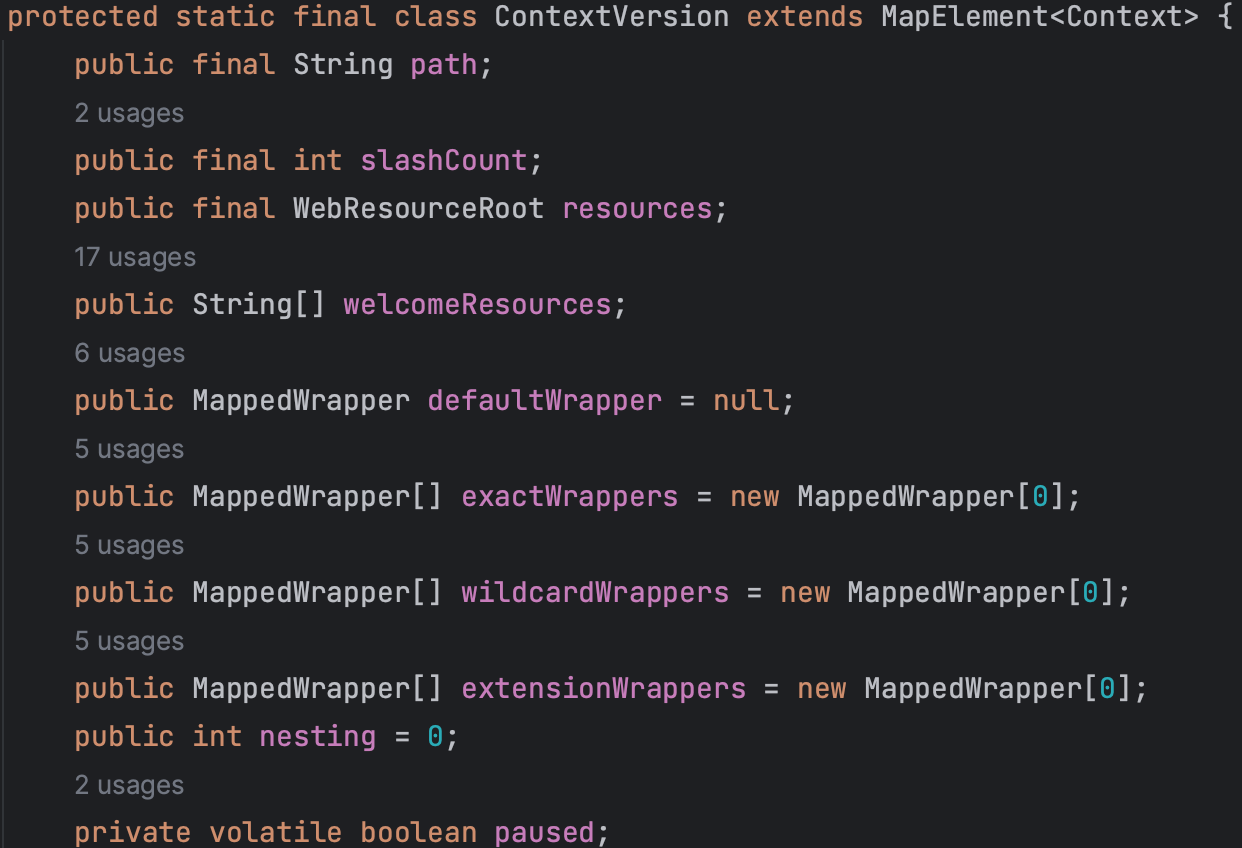 protected static final class ContextVersion extends MapElement<Context> {
public final String path;
2 usages
public final int slashCount;
public final WebResourceRoot resources;
17 usages
public String[] welcomeResources;
6 usages
public MappedWrapper defaultWrapper = null;
5 usages
public MappedWrapper[] exactWrappers = new MappedWrapper[0];
5 usages
public MappedWrapper[] wildcardWrappers = new MappedWrapper[0];
5 usages
public MappedWrapper[] extensionWrappers = new MappedWrapper[0];
public int nesting = 0;
2 usages
private volatile boolean paused;